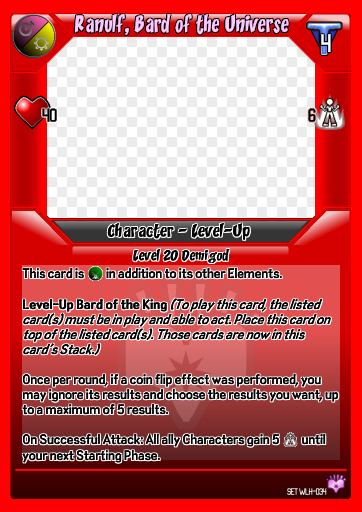 Ranulf, Bard of the Universe
4
40
6
Character - Level-Up
Level 20 Demigod
This card is in addition to its other Elements.
Level-Up Bard of the King (To play this card, the listed
card(s) must be in play and able to act. Place this card on
top of the listed card(s). Those cards are now in this
card's Stack.)
Once per round, if a coin flip effect was performed, you
may ignore its results and choose the results you want, up
to a maximum of 5 results.
On Successful Attack: All ally Characters gain 5 until
your next Starting Phase.
SET WLH-034